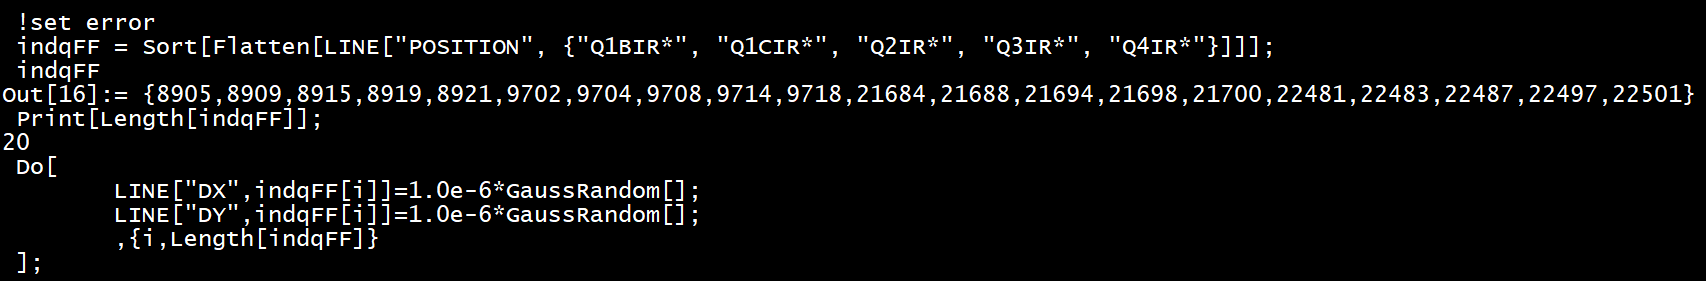 !set error
indqFF = Sort[Flatten[LINE["POSITION", {"Q1BIR*", "Q1CIR*", "Q2IR*", "Q3IR*", "Q4IR*"}]]];
indqFF
out[16]:= {8905,8909,8915,8919,8921,9702,9704,9708,9714,9718,21684,21688,21694,21698,21700,22481,22483,22487,22497,22501}
Print[Length[indqFF]];
20
Do[
LINE["DX",indqFF[i]]=1.0e-6*GaussRandom[];
LINE["DY",indqFF[i]]=1.0e-6*GaussRandom[];
,{i,Length[indqFF]}
];